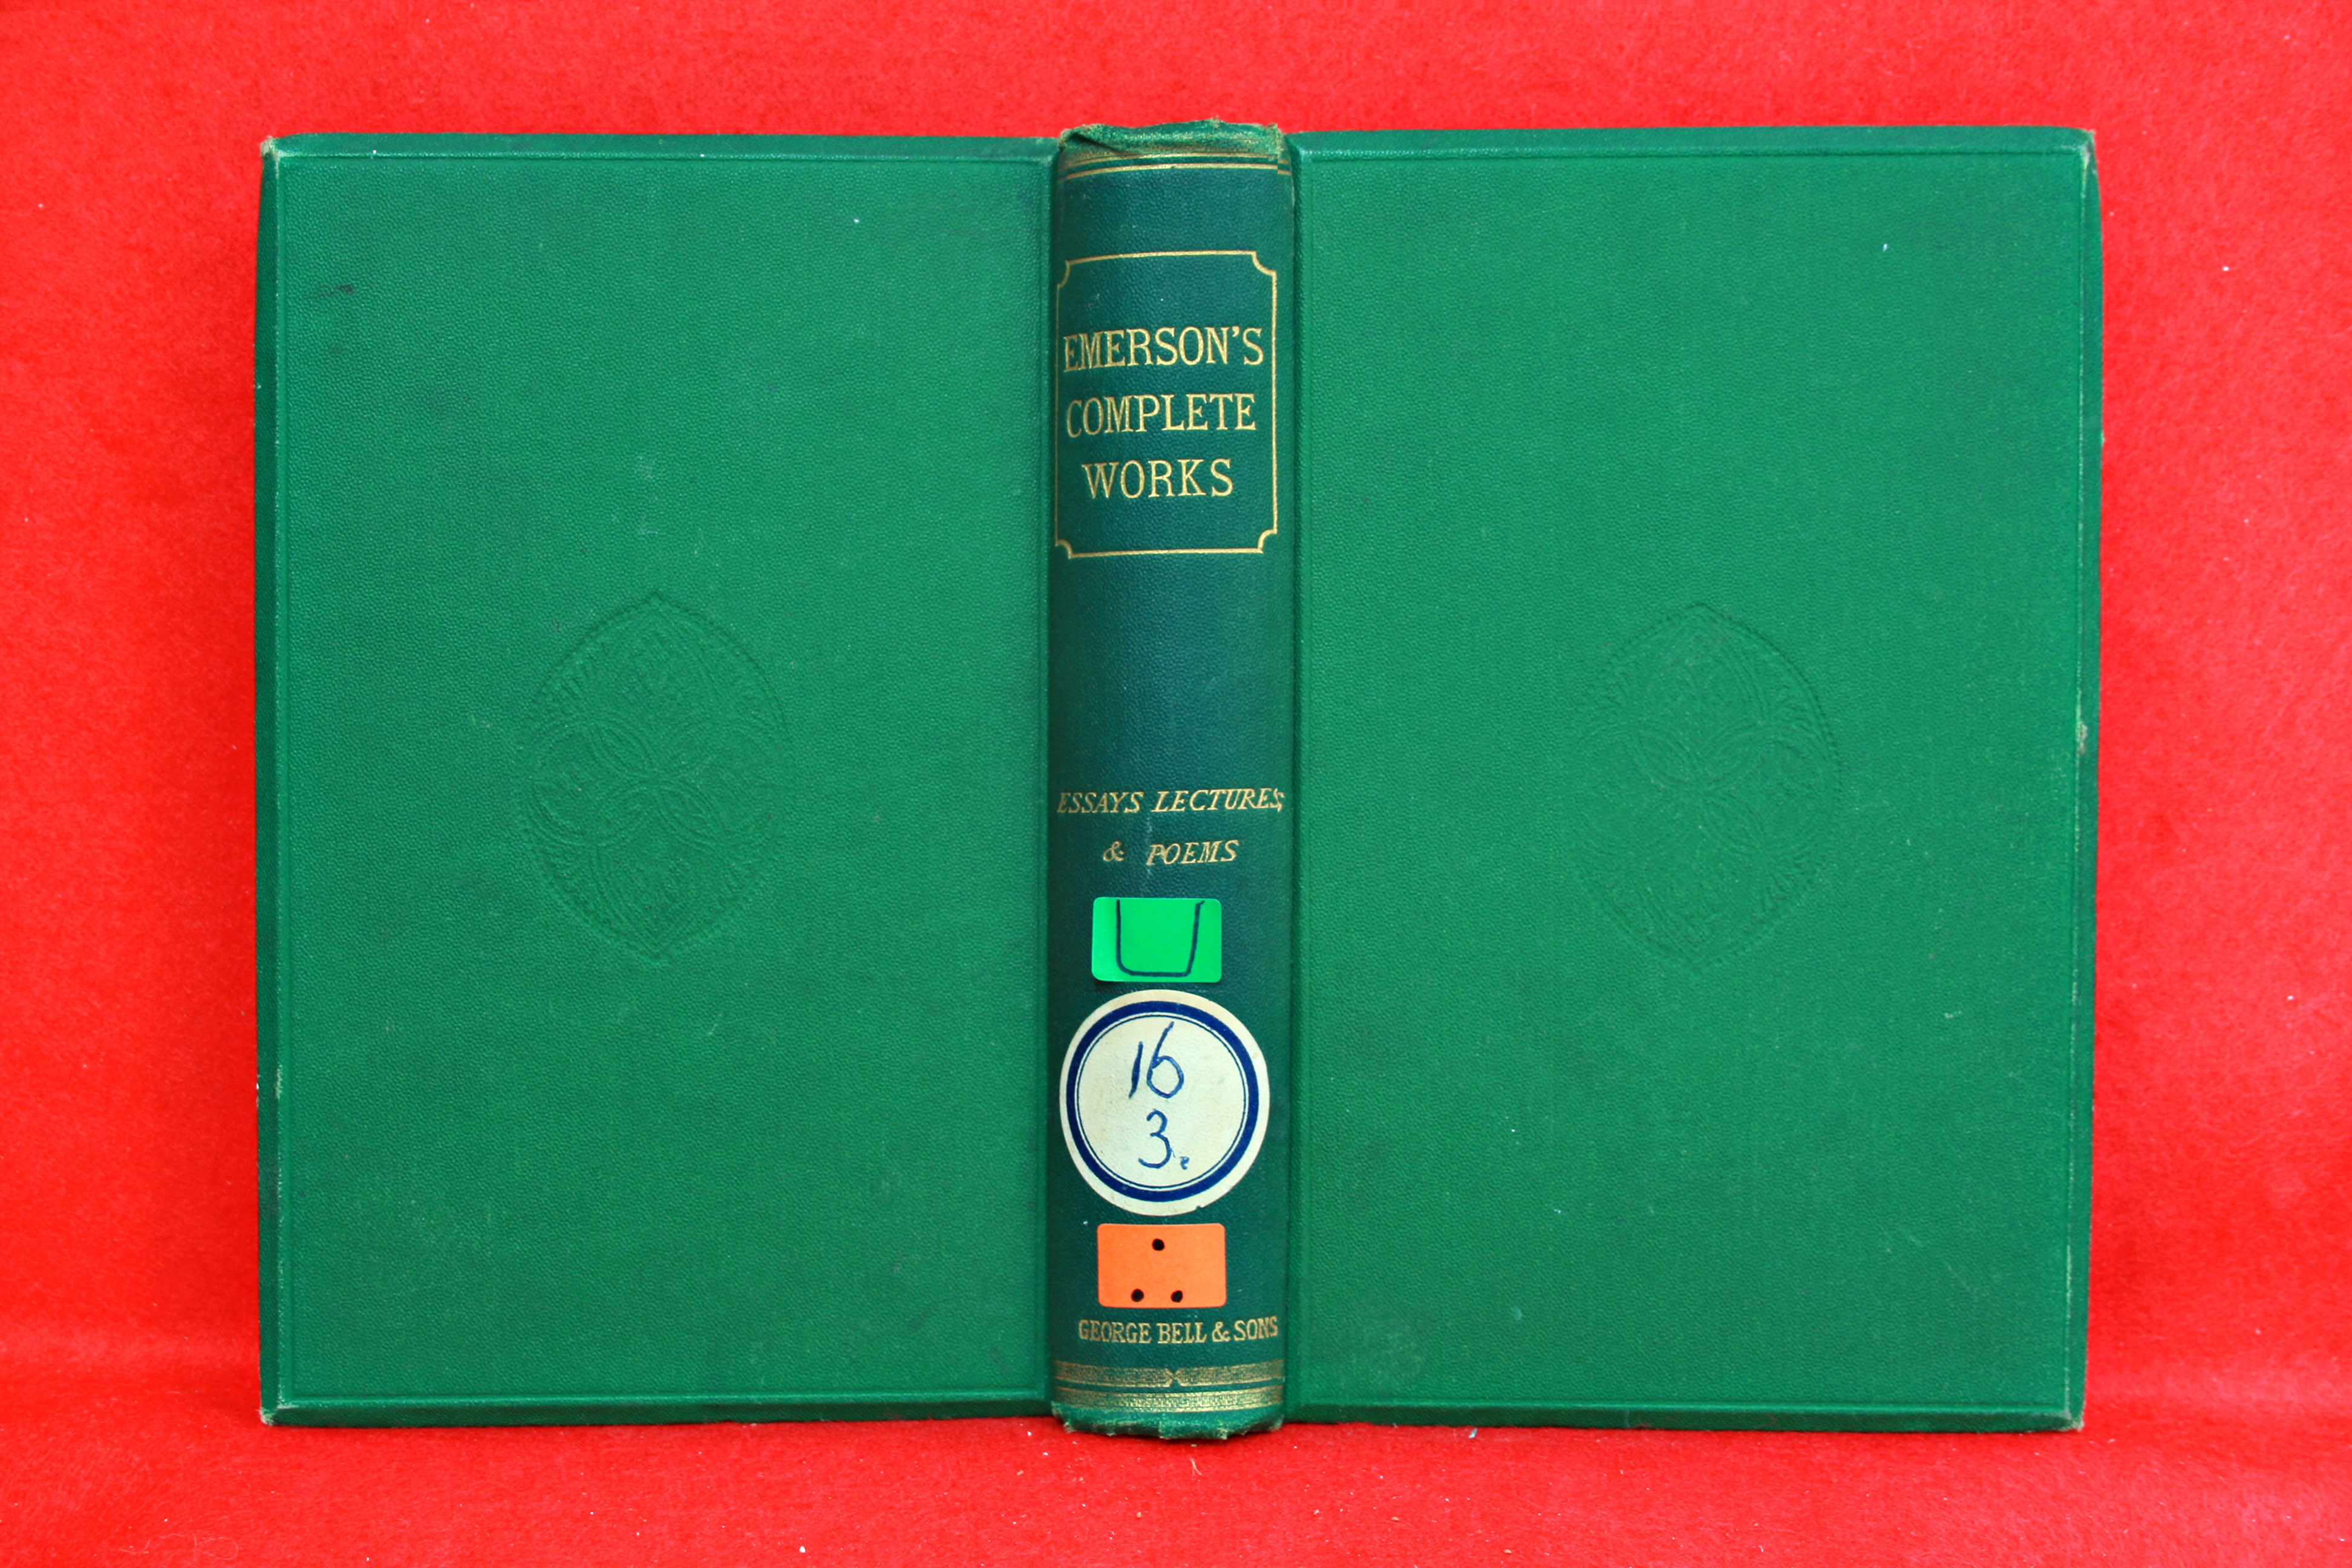 EMERSON'S
COMPLETE
WORKS
ESSAYS LECTURES,
& POEMS
U
16
3.
GEORGE BELL & SONS